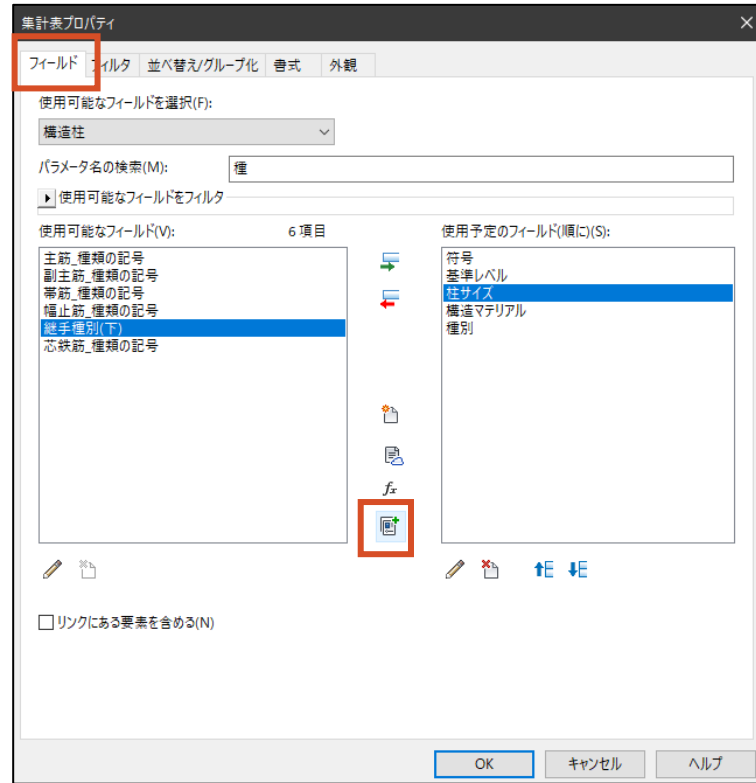 集計表プロパティ
フィールド フィルタ 並べ替え/グループ化 書式 外観
使用可能なフィールドを選択(F):
構造柱
パラメータ名の検索(M): 種
使用可能なフィールドをフィルタ
使用可能なフィールド(V): 6 項目 使用予定のフィールド(順に)(S):
主筋_種類の記号
副主筋_種類の記号
帯筋_種類の記号
幅止筋_種類の記号
継手種別(下)
芯鉄筋_種類の記号
符号
基準レベル
柱サイズ
構造マテリアル
種別
fx
リンクにある要素を含める(N)
OK キャンセル ヘルプ